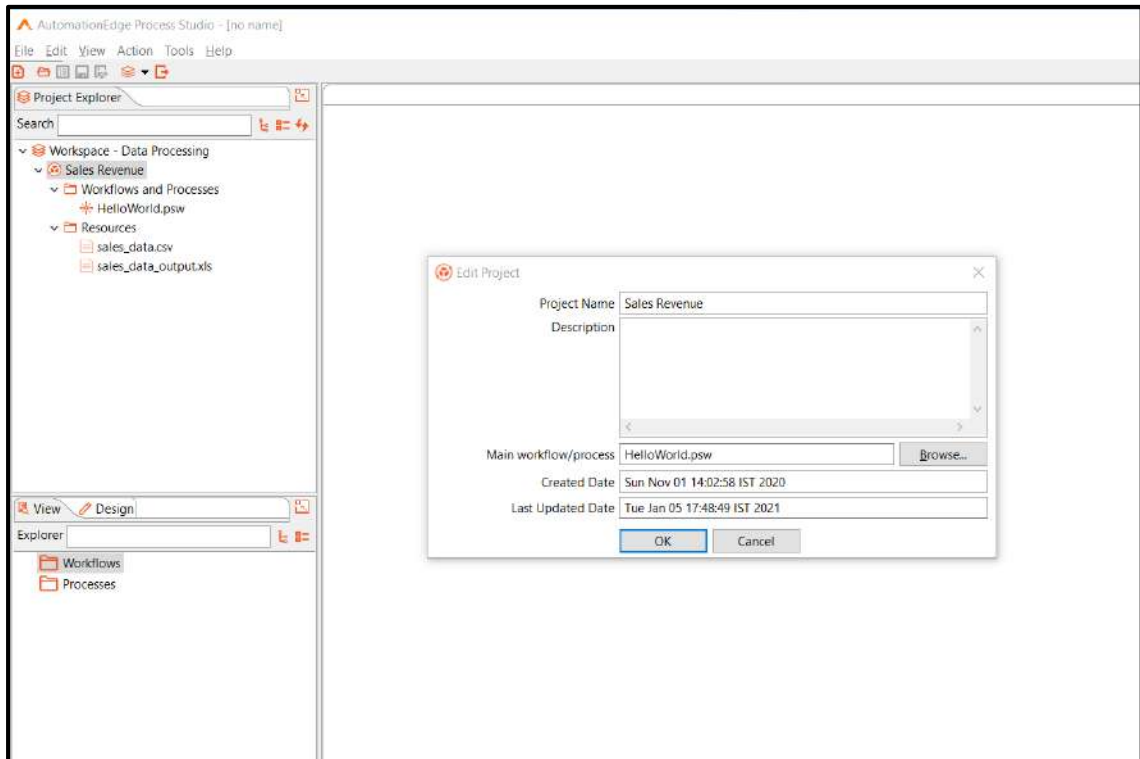 AutomationEdge Process Studio - [no name]
File Edit View Action Tools Help
Project Explorer
Search
Workspace - Data Processing
Sales Revenue
Workflows and Processes
HelloWorld.psw
Resources
sales_data.csv
sales_data_output.xls
Edit Project
Project Name Sales Revenue
Description
Main workflow/process HelloWorld.psw Browse...
Created Date Sun Nov 01 14:02:58 IST 2020
Last Updated Date Tue Jan 05 17:48:49 IST 2021
OK Cancel
View Design
Explorer
Workflows
Processes